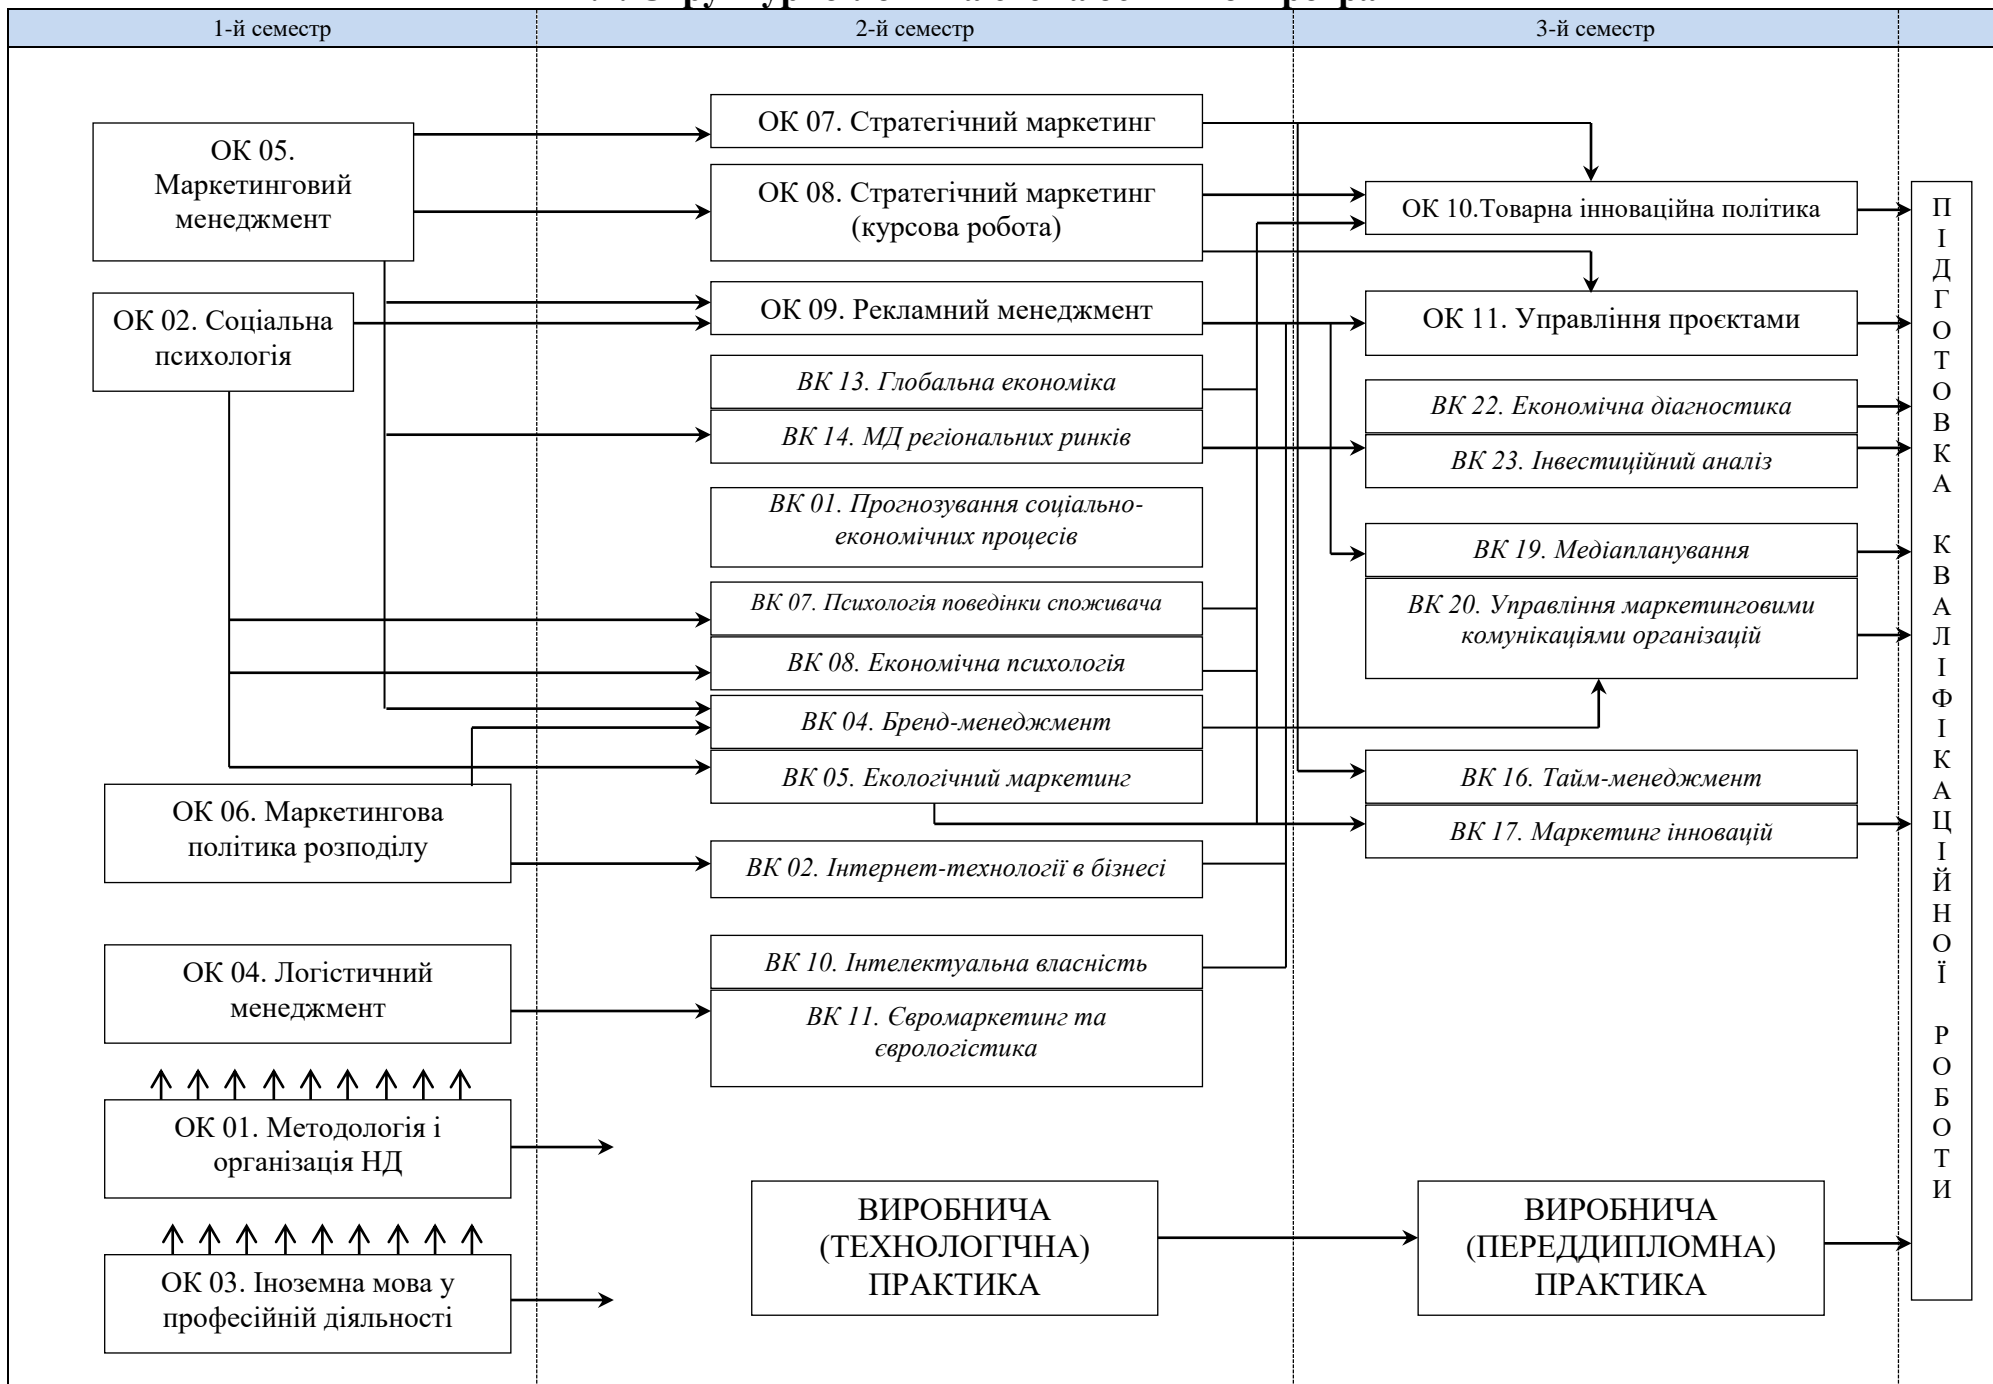 1-й семестр
2-й семестр
3-й семестр
ОК 05.
Маркетинговий
менеджмент
ОК 02. Соціальна
психологія
ОК 06. Маркетингова
політика розподілу
ОК 04. Логістичний
менеджмент
ОК 01. Методологія і
організація НД
ОК 03. Іноземна мова у
професійній діяльності
ОК 07. Стратегічний маркетинг
ОК 08. Стратегічний маркетинг
(курсова робота)
ОК 09. Рекламний менеджмент
ВК 13. Глобальна економіка
ВК 14. МД регіональних ринків
ВК 01. Прогнозування соціально-
економічних процесів
ВК 07. Психологія поведінки споживача
ВК 08. Економічна психологія
ВК 04. Бренд-менеджмент
ВК 05. Екологічний маркетинг
ВК 02. Інтернет-технології в бізнесі
ВК 10. Інтелектуальна власність
ВК 11. Євромаркетинг та
єврологістика
ВИРОБНИЧА
(ТЕХНОЛОГІЧНА)
ПРАКТИКА
ОК 10.Товарна інноваційна політика
ОК 11. Управління проєктами
ВК 22. Економічна діагностика
ВК 23. Інвестиційний аналіз
ВК 19. Медіапланування
ВК 20. Управління маркетинговими
комунікаціями організацій
ВК 16. Тайм-менеджмент
ВК 17. Маркетинг інновацій
ВИРОБНИЧА
(ПЕРЕДДИПЛОМНА)
ПРАКТИКА
ПІДГОТОВКА КВАЛІФІКАЦІЙНОЇ РОБОТИ